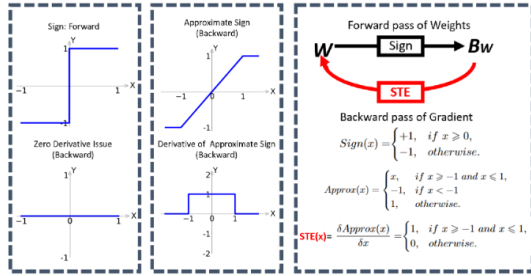 Sign: Forward
Y
1
X
-1
1
-1
Zero Derivative Issue
(Backward)
1
Y
X
-1
1
-1
Approximate Sign
(Backward)
Y
1
X
-1
1
-1
Derivative of Approximate Sign
(Backward)
2
Y
1
X
-1
1
-1
-2
Forward pass of Weights
W Sign Bw
STE
Backward pass of Gradient
Sign(x) = {+1, if x ⩾ 0,
−1, otherwise.
Approx(x) = {x, if x ⩾ −1 and x ⩽ 1,
−1, if x < −1
1, otherwise.
STE(x)= δApprox(x)/δx = {1, if x ⩾ −1 and x ⩽ 1,
0, otherwise.